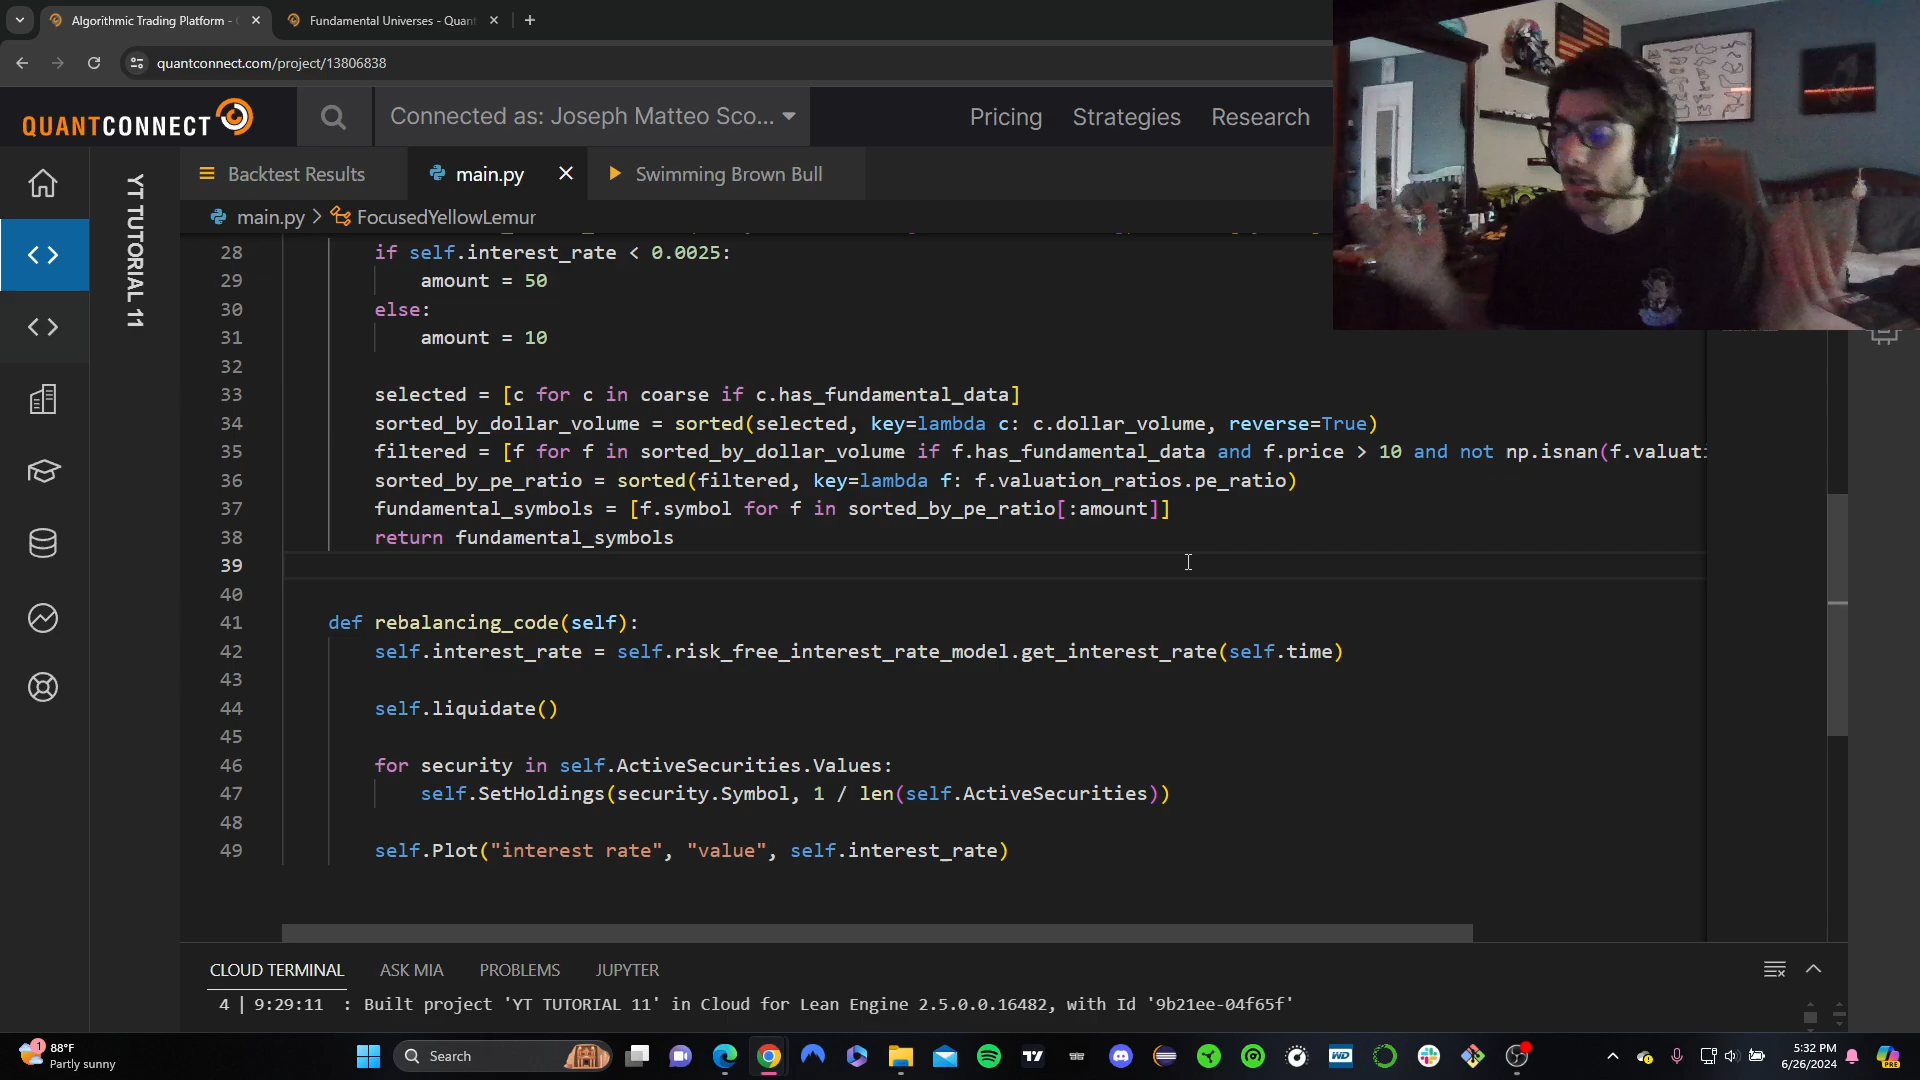 Algorithmic Trading Platform -
Fundamental Universes - Quan
quantconnect.com/project/13806838
QUANTCONNECT
Connected as: Joseph Matteo Sco...
Pricing
Strategies
Research
YT TUTORIAL 11
Backtest Results
main.py
Swimming Brown Bull
main.py > FocusedYellowLemur
28 if self.interest_rate < 0.0025:
29 amount = 50
30 else:
31 amount = 10
32
33 selected = [c for c in coarse if c.has_fundamental_data]
34 sorted_by_dollar_volume = sorted(selected, key=lambda c: c.dollar_volume, reverse=True)
35 filtered = [f for f in sorted_by_dollar_volume if f.has_fundamental_data and f.price > 10 and not np.isnan(f.valuat
36 sorted_by_pe_ratio = sorted(filtered, key=lambda f: f.valuation_ratios.pe_ratio)
37 fundamental_symbols = [f.symbol for f in sorted_by_pe_ratio[:amount]]
38 return fundamental_symbols
39
40
41 def rebalancing_code(self):
42 self.interest_rate = self.risk_free_interest_rate_model.get_interest_rate(self.time)
43
44 self.liquidate()
45
46 for security in self.ActiveSecurities.Values:
47 self.SetHoldings(security.Symbol, 1 / len(self.ActiveSecurities))
48
49 self.Plot("interest rate", "value", self.interest_rate)
CLOUD TERMINAL
ASK MIA
PROBLEMS
JUPYTER
4 | 9:29:11 : Built project 'YT TUTORIAL 11' in Cloud for Lean Engine 2.5.0.0.16482, with Id '9b21ee-04f65f'
1
88°F
Partly sunny
Search
WD
PRE
5:32 PM
6/26/2024